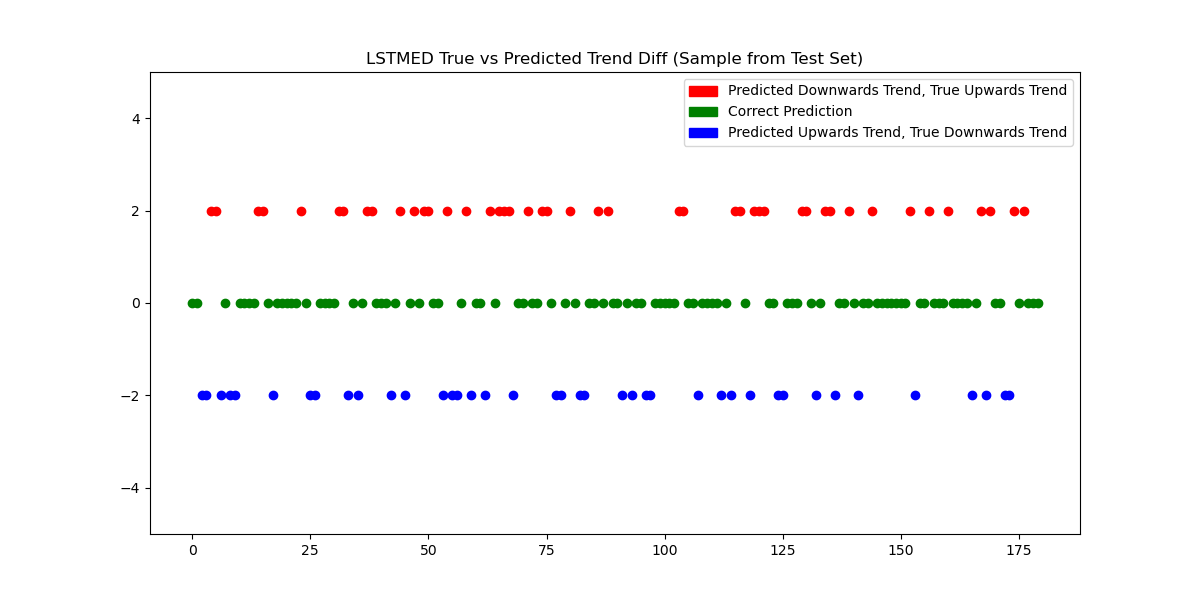 LSTMED True vs Predicted Trend Diff (Sample from Test Set)
Predicted Downwards Trend, True Upwards Trend
Correct Prediction
Predicted Upwards Trend, True Downwards Trend
4
2
0
−2
−4
0 25 50 75 100 125 150 175